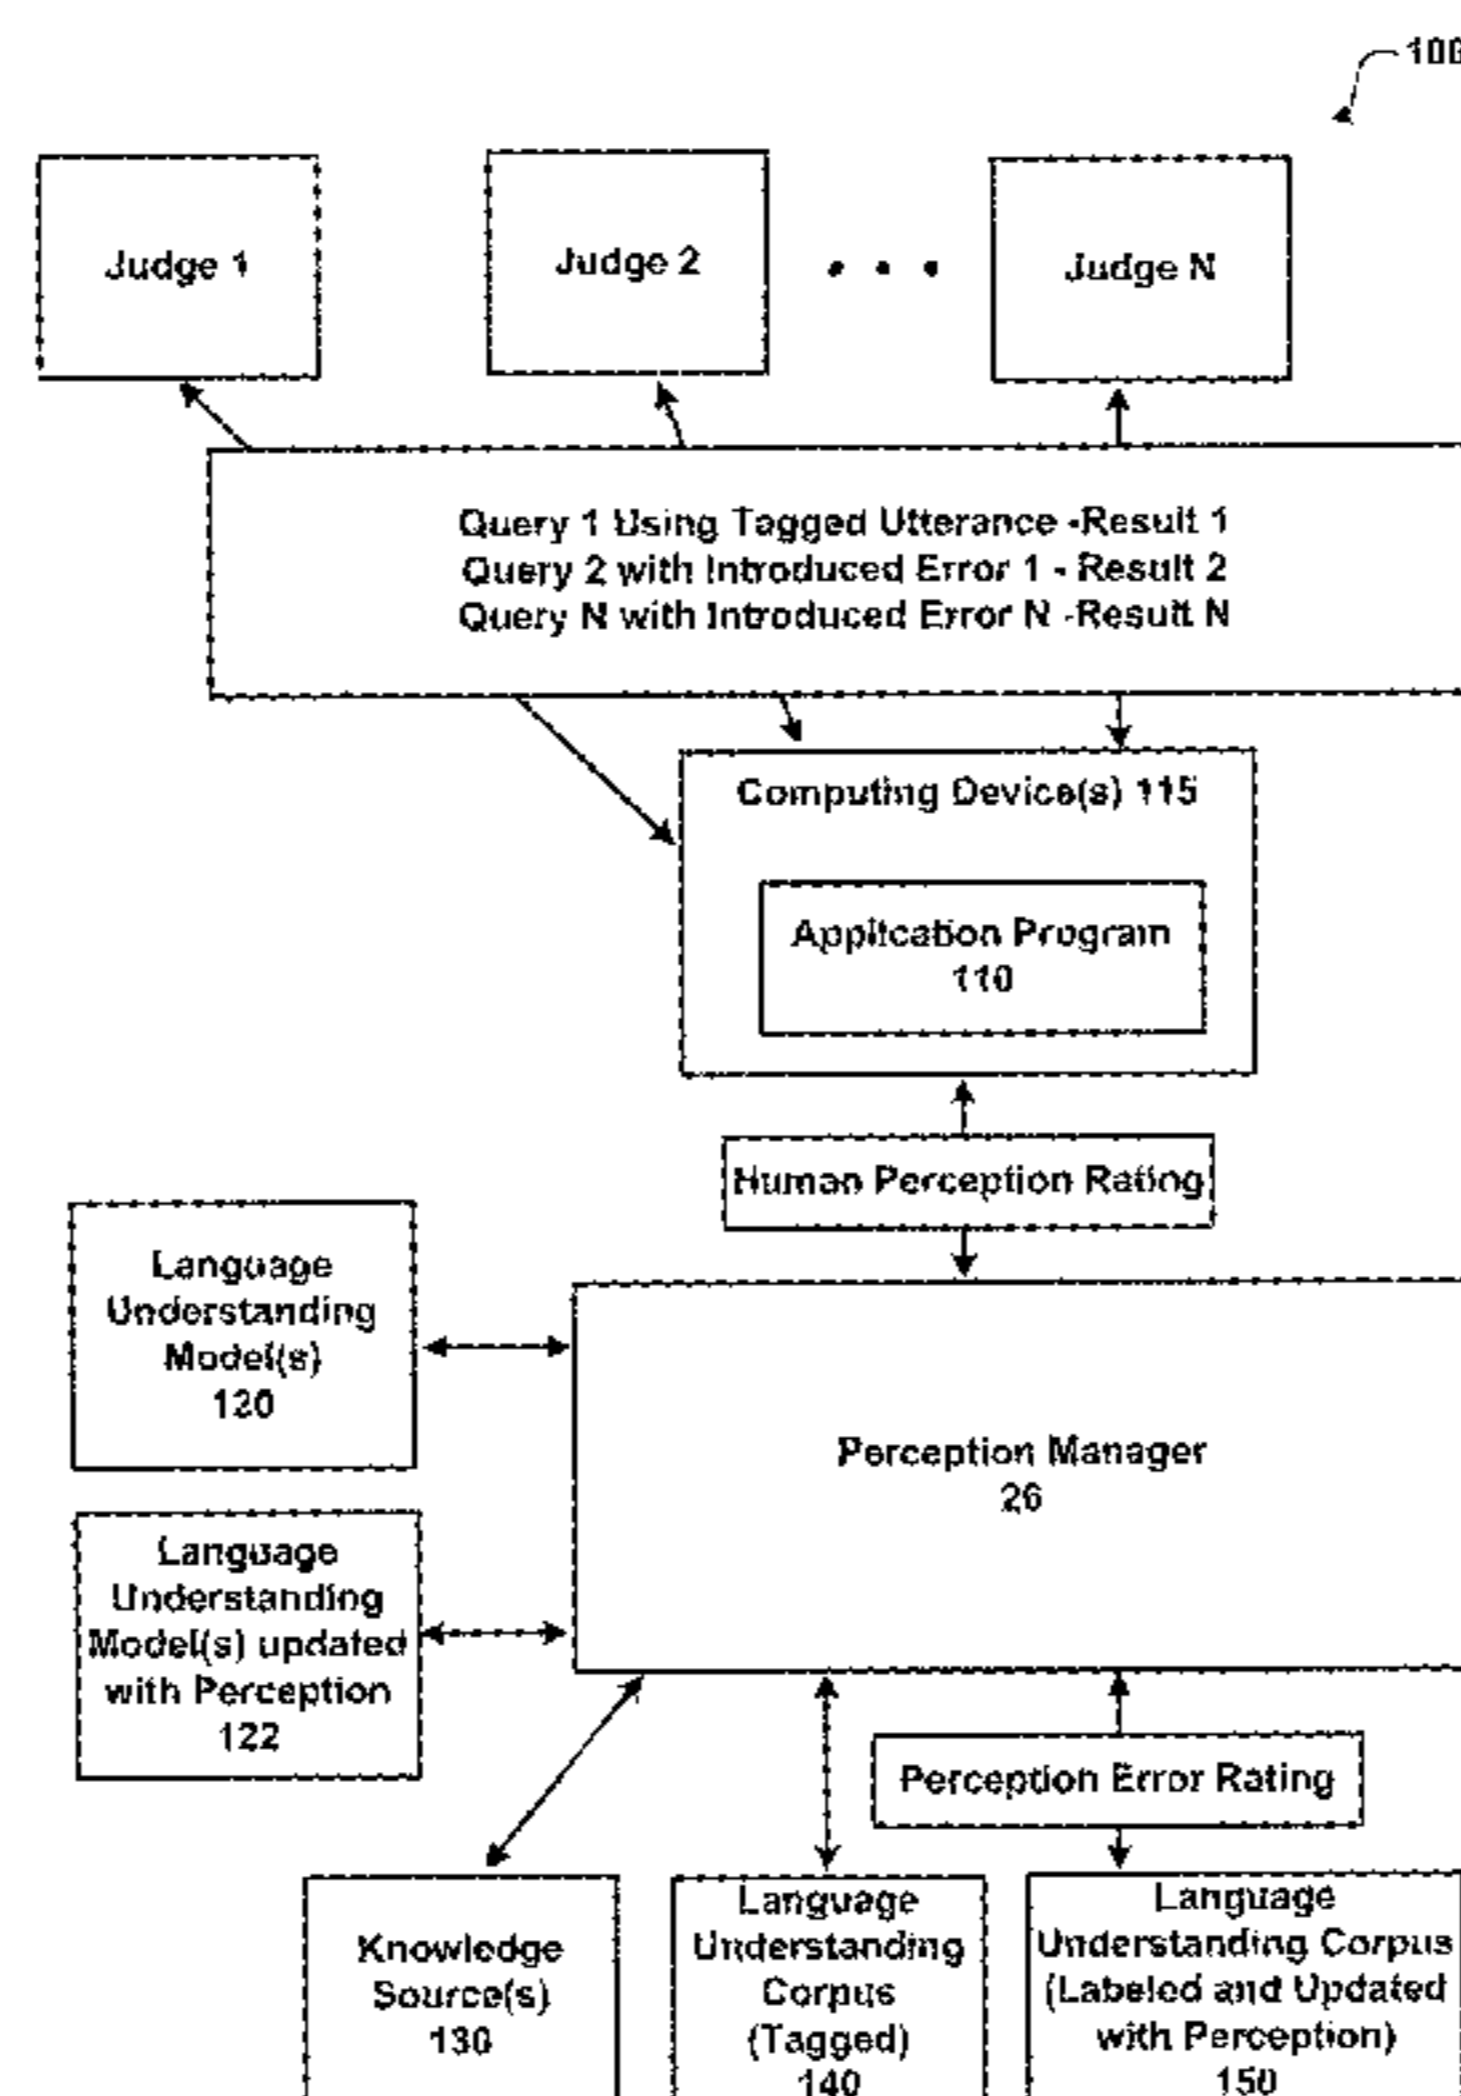 100
Judge 1
Judge 2
Judge N
Query 1 Using Tagged Utterance -Result 1
Query 2 with Introduced Error 1 - Result 2
Query N with Introduced Error N -Result N
Computing Device(s) 115
Application Program
110
Human Perception Rating
Language
Understanding
Model(s)
120
Perception Manager
26
Language
Understanding
Model(s) updated
with Perception
122
Perception Error Rating
Knowledge
Source(s)
130
Language
Understanding
Corpus
(Tagged)
140
Language
Understanding Corpus
(Labeled and Updated
with Perception)
150